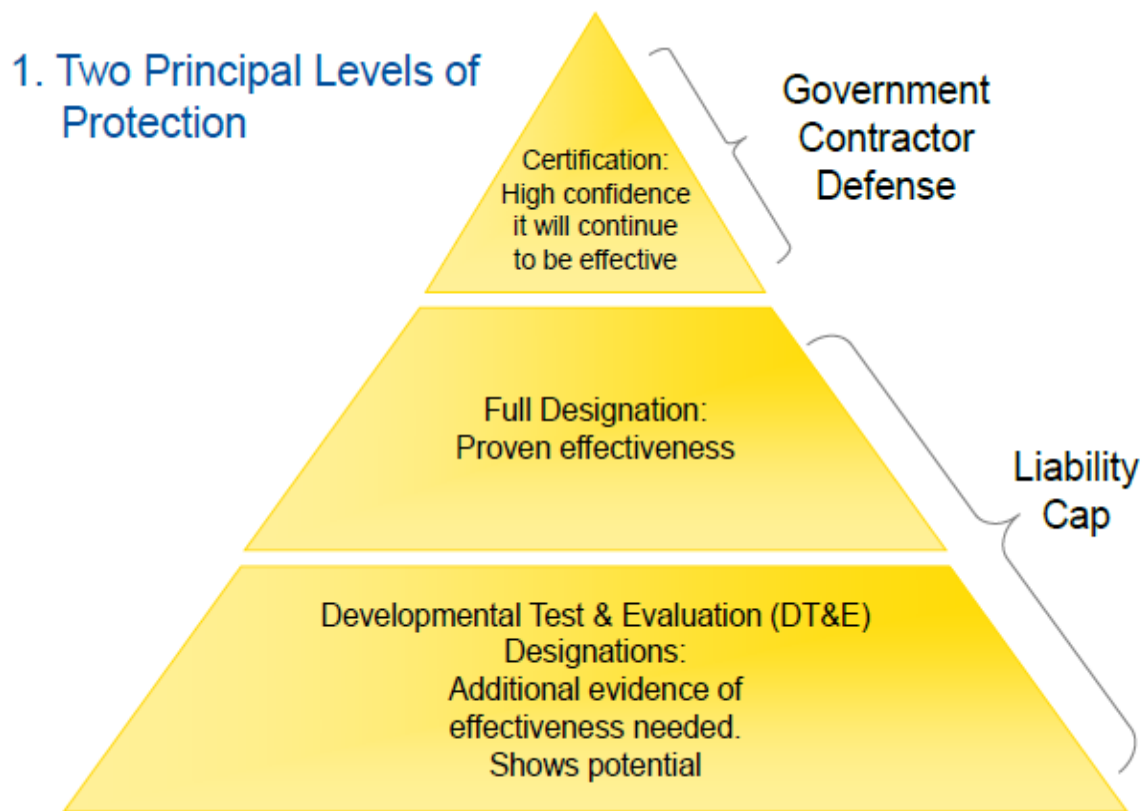 1. Two Principal Levels of
Protection
Government
Contractor
Defense
Certification:
High confidence
it will continue
to be effective
Full Designation:
Proven effectiveness
Liability
Cap
Developmental Test & Evaluation (DT&E)
Designations:
Additional evidence of
effectiveness needed.
Shows potential